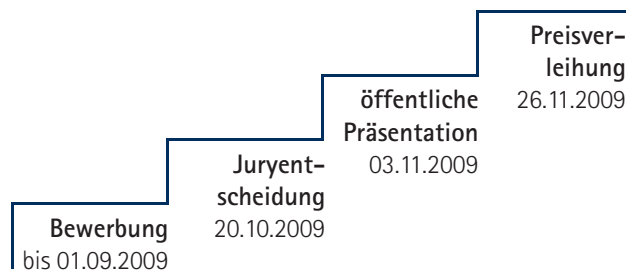 Bewerbung
bis 01.09.2009
Juryent-
scheidung
20.10.2009
öffentliche
Präsentation
03.11.2009
Preisver-
leihung
26.11.2009